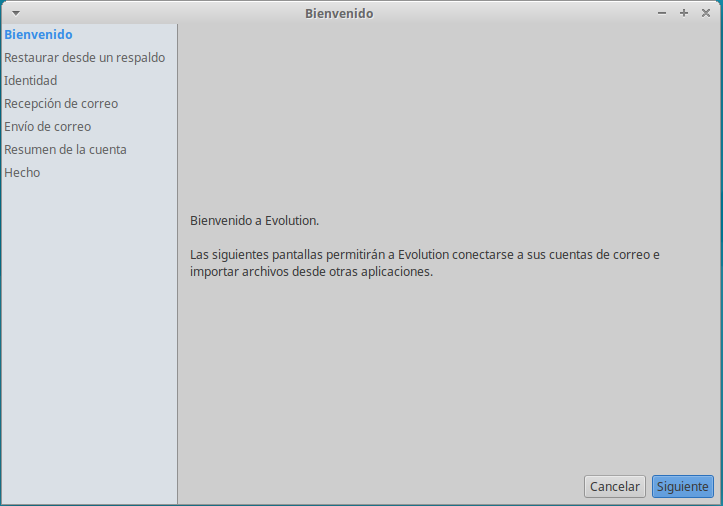 Bienvenido
Bienvenido
Restaurar desde un respaldo
Identidad
Recepción de correo
Envío de correo
Resumen de la cuenta
Hecho
Bienvenido a Evolution.
Las siguientes pantallas permitirán a Evolution conectarse a sus cuentas de correo e
importar archivos desde otras aplicaciones.
Cancelar
Siguiente